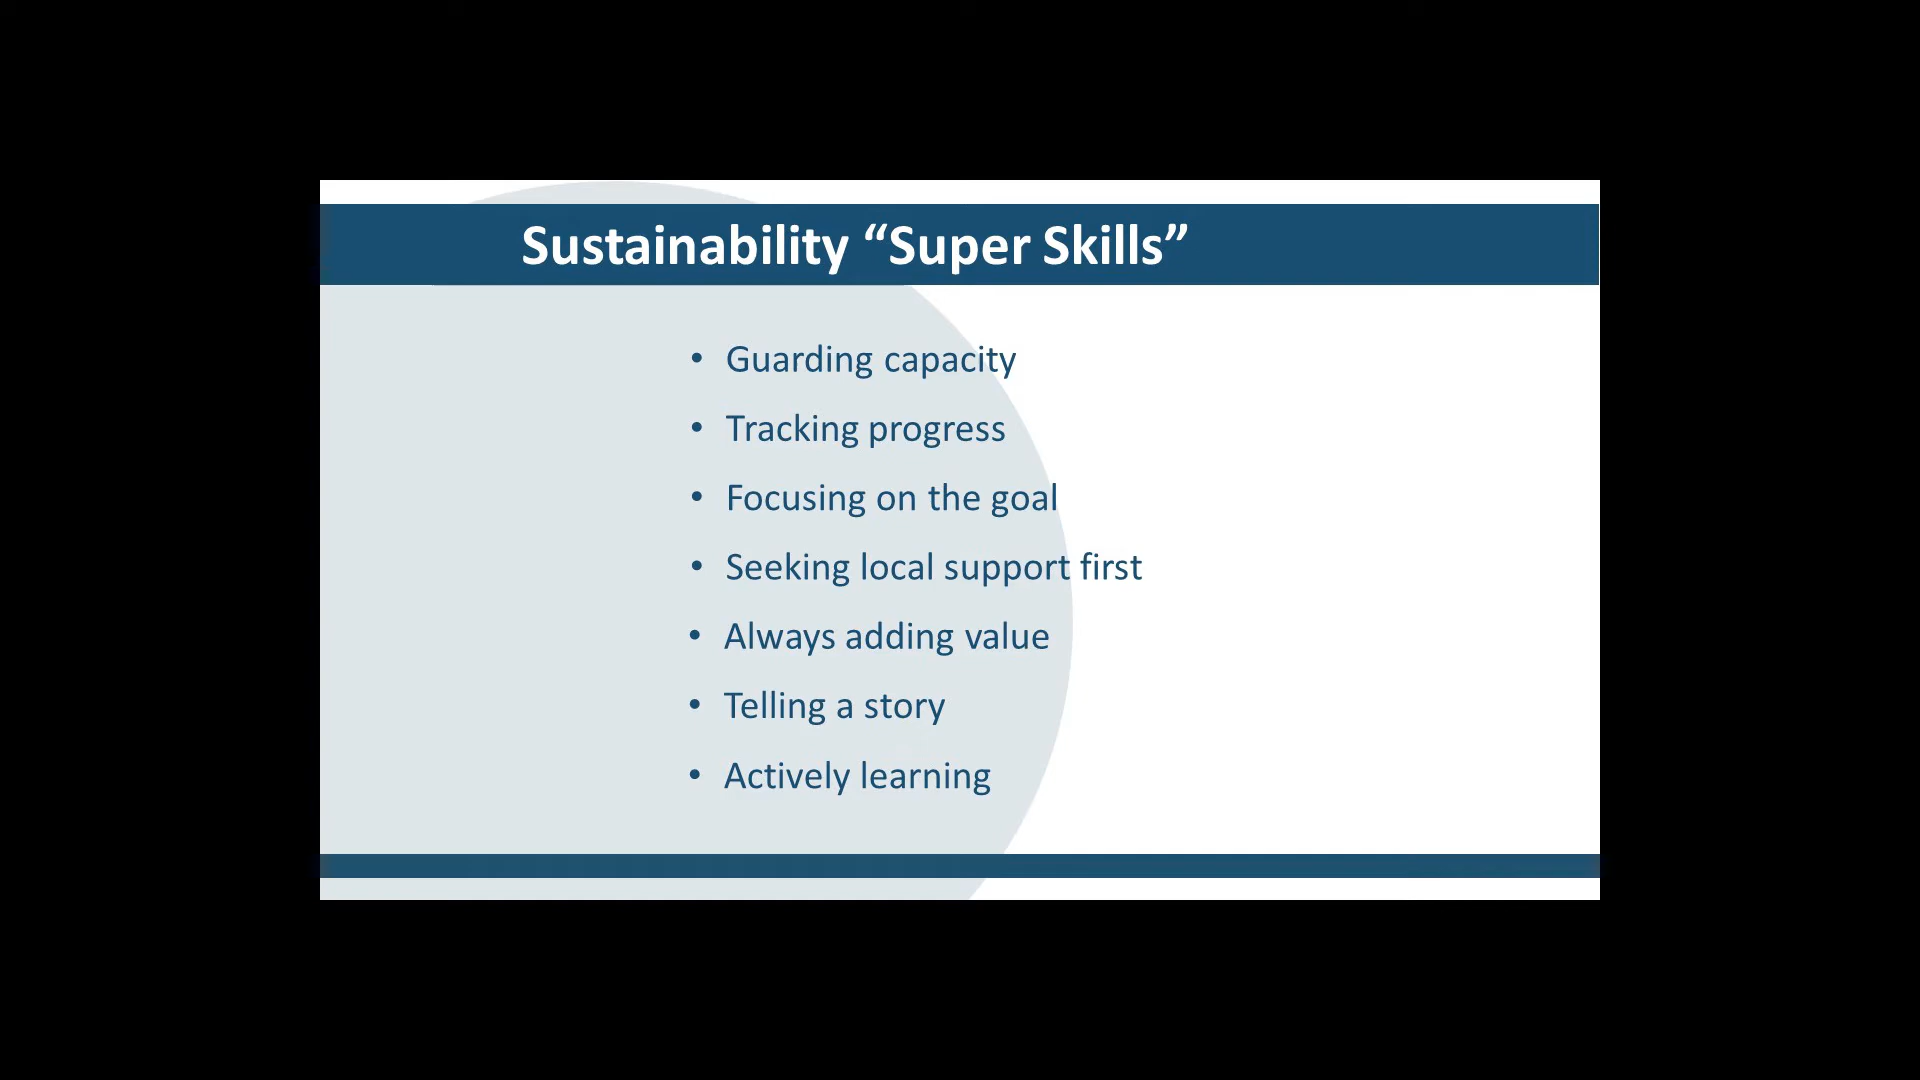 Sustainability “Super Skills”
• Guarding capacity
• Tracking progress
• Focusing on the goal
• Seeking local support first
• Always adding value
• Telling a story
• Actively learning